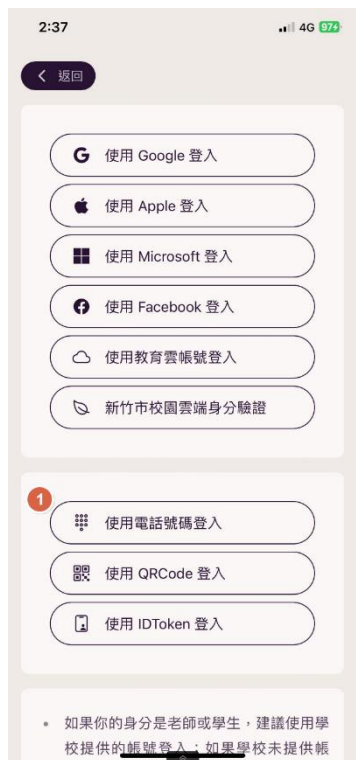 2:37
4G 97
返回
使用 Google 登入
使用 Apple 登入
使用 Microsoft 登入
使用 Facebook 登入
使用教育雲帳號登入
新竹市校園雲端身分驗證
1
使用電話號碼登入
使用 QRCode 登入
使用 IDToken 登入
• 如果你的身分是老師或學生，建議使用學
校提供的帳號登入；如果學校未提供帳